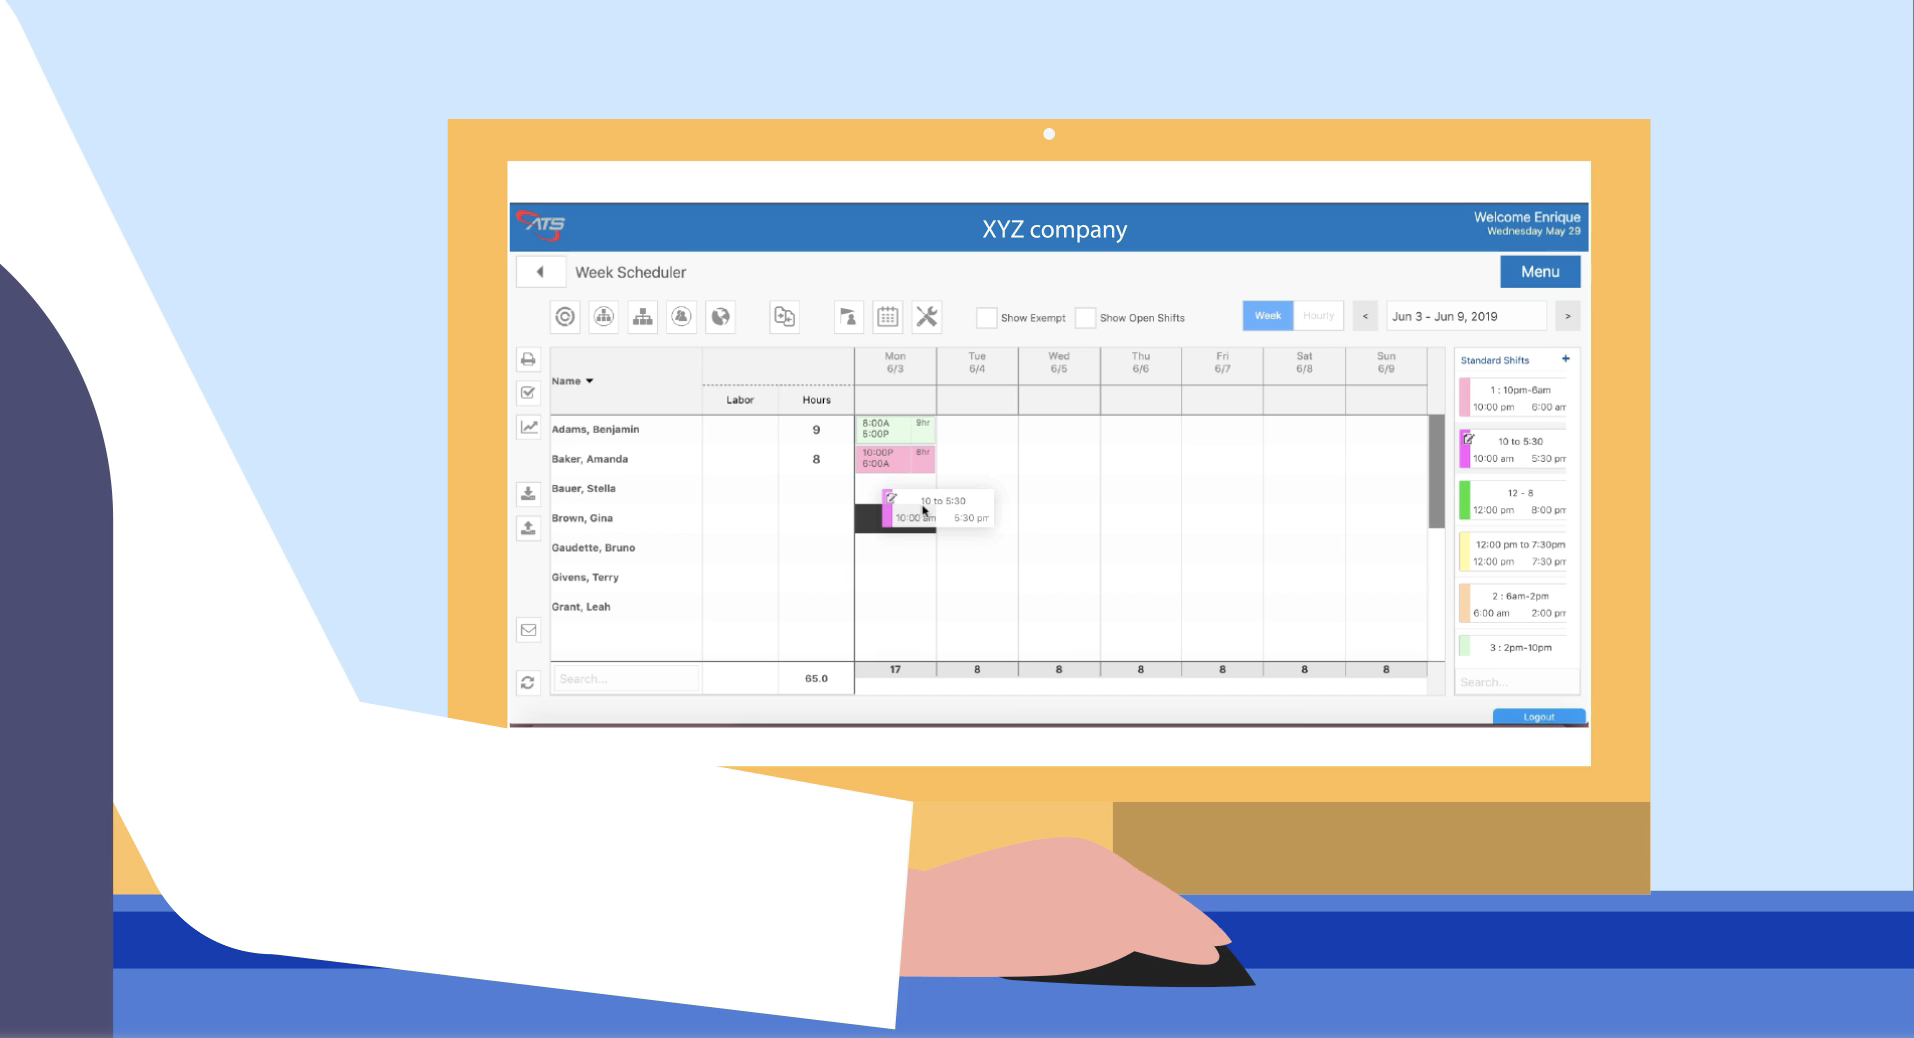 ATS
XYZ company
Welcome Enrique
Wednesday May 29
Week Scheduler
Menu
Show Exempt
Show Open Shifts
Week
Hourly
<
Jun 3 - Jun 9, 2019
>
Name
Labor
Hours
Mon
6/3
Tue
6/4
Wed
6/5
Thu
6/6
Fri
6/7
Sat
6/8
Sun
6/9
Adams, Benjamin
9
8:00A
5:00P
9hr
Baker, Amanda
8
10:00P
6:00A
8hr
Bauer, Stella
Brown, Gina
10 to 5:30
10:00 am
5:30 pm
Gaudette, Bruno
Givens, Terry
Grant, Leah
Search...
65.0
17
8
8
8
8
8
8
Standard Shifts
+
1 : 10pm-6am
10:00 pm
6:00 am
10 to 5:30
10:00 am
5:30 pm
12 - 8
12:00 pm
8:00 pm
12:00 pm to 7:30pm
12:00 pm
7:30 pm
2 : 6am-2pm
6:00 am
2:00 pm
3 : 2pm-10pm
Search...
Logout